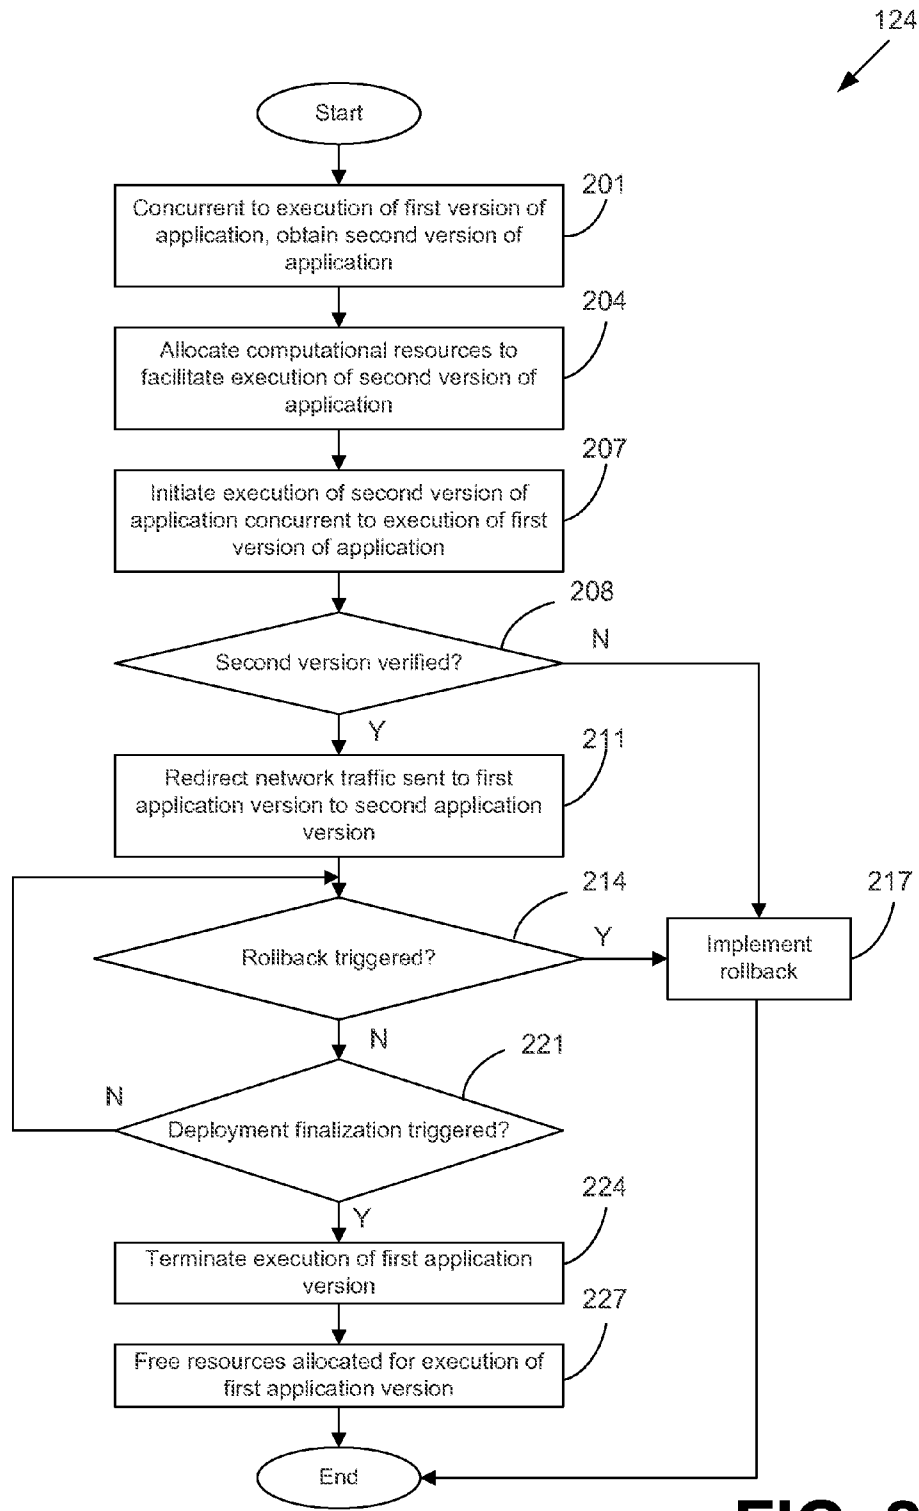 124
Start
201
Concurrent to execution of first version of
application, obtain second version of
application
204
Allocate computational resources to
facilitate execution of second version of
application
207
Initiate execution of second version of
application concurrent to execution of first
version of application
208
Second version verified?
N
Y
211
Redirect network traffic sent to first
application version to second application
version
214
Rollback triggered?
Y
217
Implement
rollback
N
221
N
Deployment finalization triggered?
Y
224
Terminate execution of first application
version
227
Free resources allocated for execution of
first application version
End